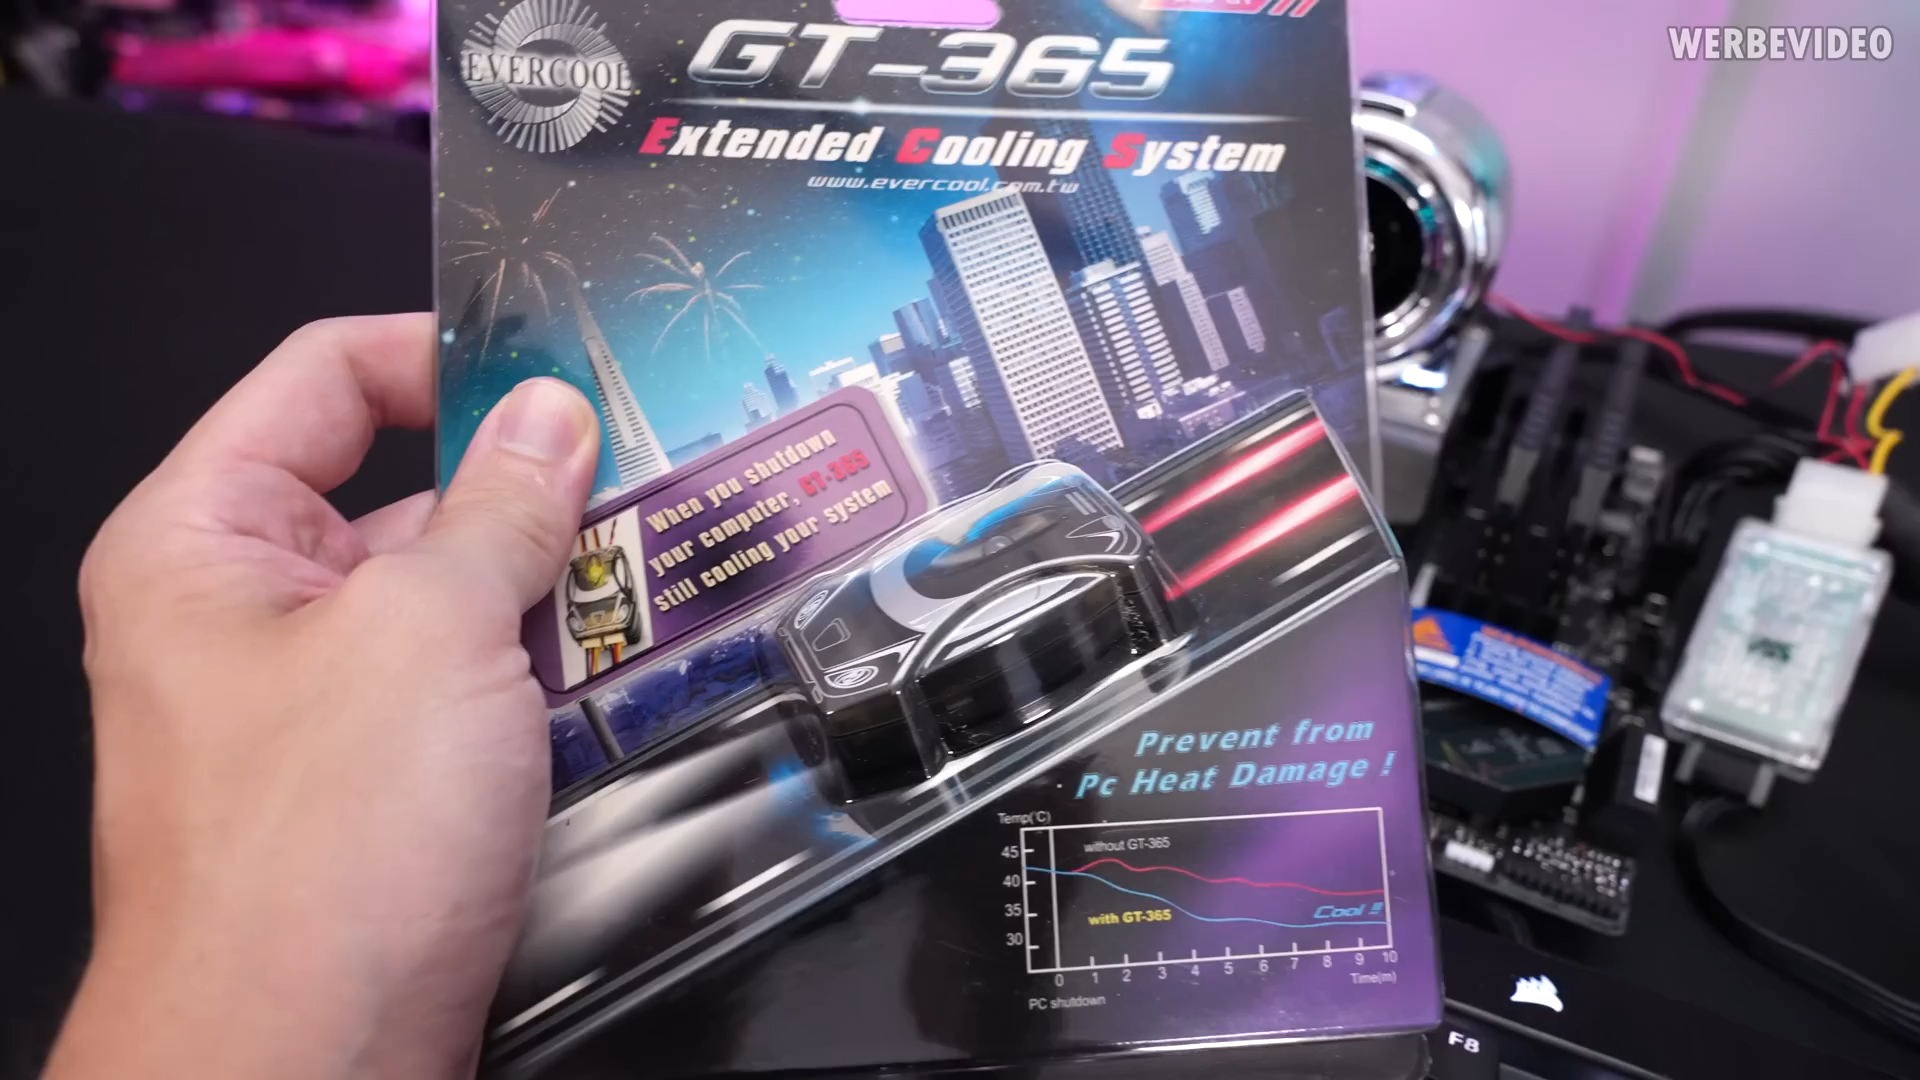 WERBEVIDEO
EVERCOOL
GT-365
Extended Cooling System
www.evercool.com.tw
When you shutdown
your computer, GT-365
still cooling your system
Prevent from
Pc Heat Damage !
Temp(°C)
45
40
35
30
without GT-365
with GT-365
Cool !!
0 1 2 3 4 5 6 7 8 9 10
Time(m)
PC shutdown
F8